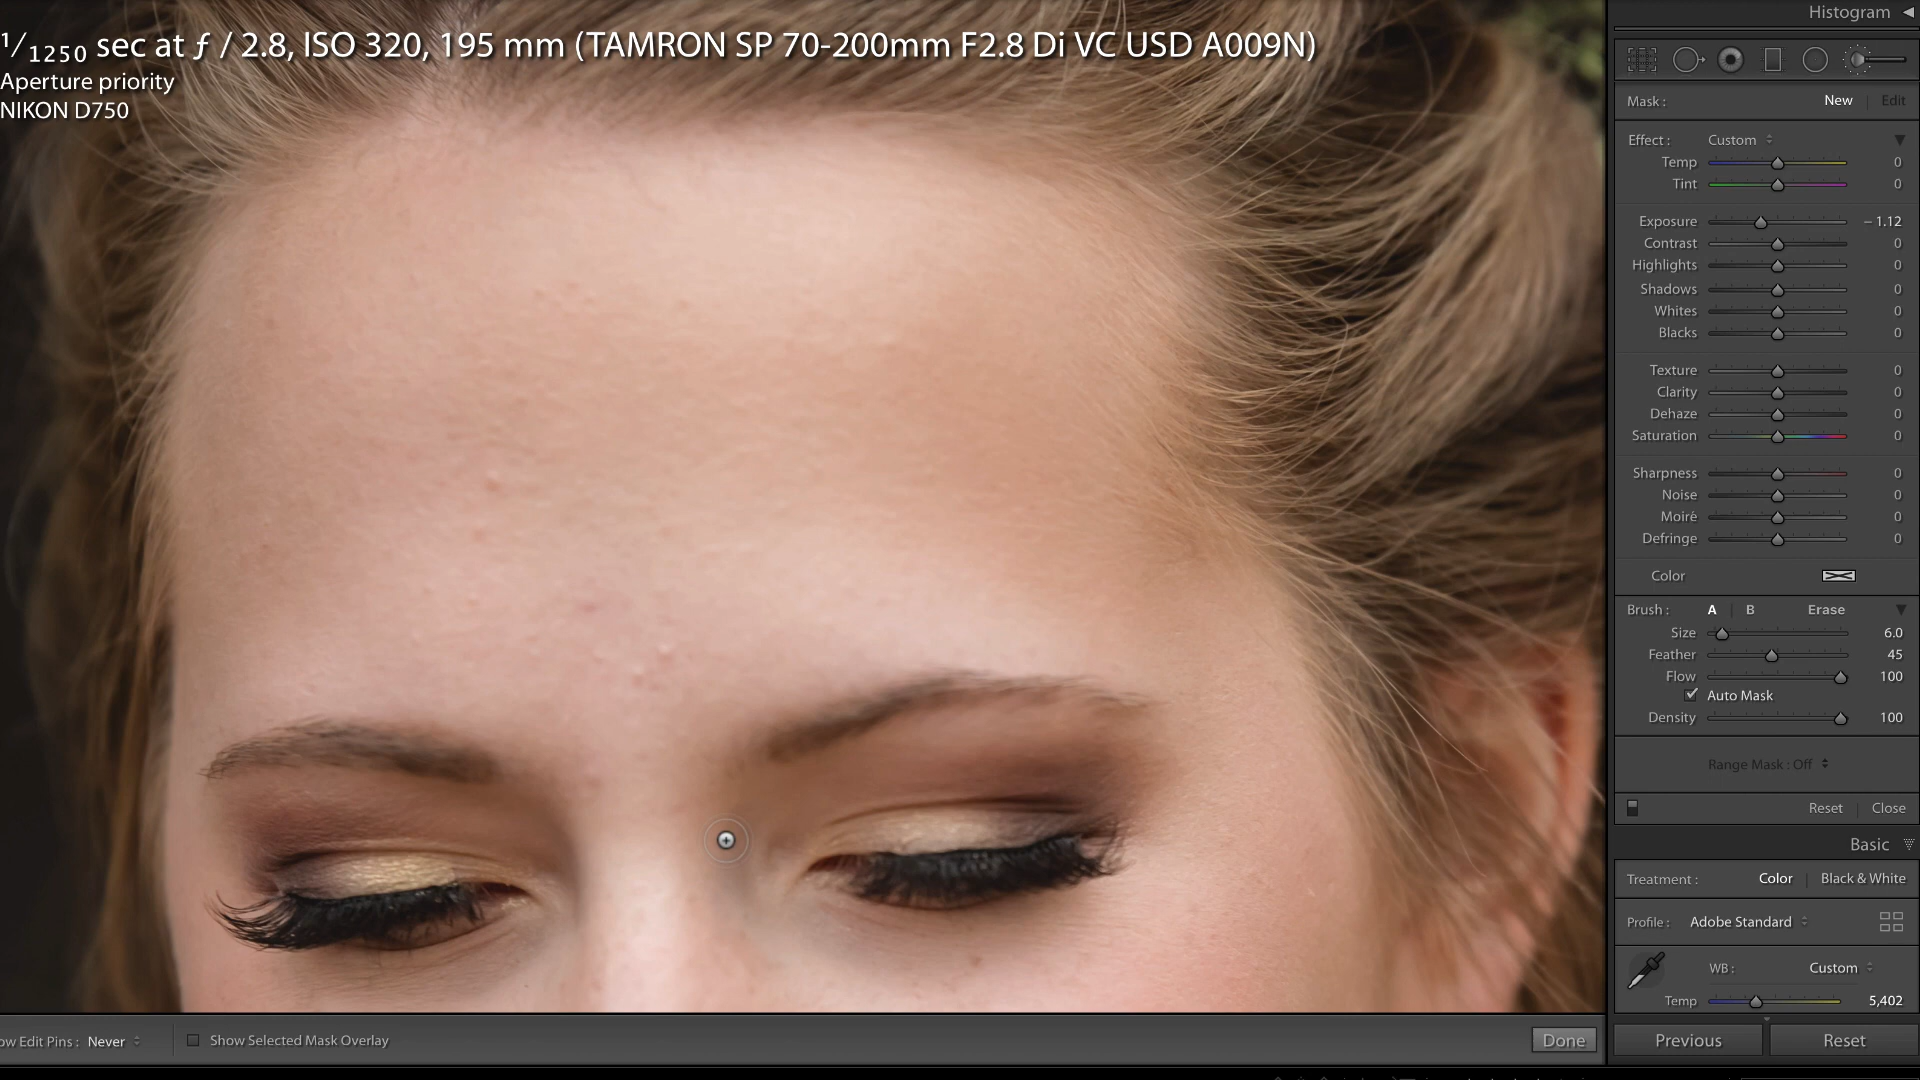 1/1250 sec at ƒ / 2.8, ISO 320, 195 mm (TAMRON SP 70-200mm F2.8 Di VC USD A009N)
Aperture priority
NIKON D750
Histogram
Mask : New | Edit
Effect : Custom
Temp 0
Tint 0
Exposure – 1.12
Contrast 0
Highlights 0
Shadows 0
Whites 0
Blacks 0
Texture 0
Clarity 0
Dehaze 0
Saturation 0
Sharpness 0
Noise 0
Moiré 0
Defringe 0
Color
Brush : A | B Erase
Size 6.0
Feather 45
Flow 100
Auto Mask
Density 100
Range Mask : Off
Reset | Close
Basic
Treatment : Color | Black & White
Profile : Adobe Standard
WB : Custom
Temp 5,402
ow Edit Pins : Never Show Selected Mask Overlay Done
Previous Reset